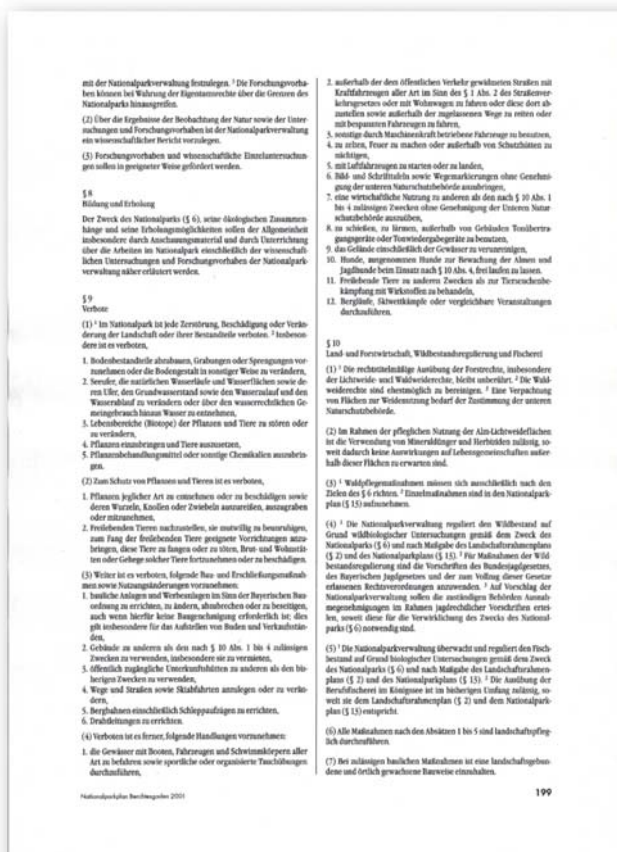 mit der Nationalparkverwaltung festzulegen. ³ Die Forschungsvorha-
ben können bei Wahrung der Eigentumsrechte über die Grenzen des
Nationalparks hinausgreifen.
(2) Über die Ergebnisse der Beobachtung der Natur sowie der Unter-
suchungen und Forschungsvorhaben ist der Nationalparkverwaltung
ein wissenschaftlicher Bericht vorzulegen.
(3) Forschungsvorhaben und wissenschaftliche Einzeluntersuchun-
gen sollen in geeigneter Weise gefördert werden.
§ 8
Bildung und Erholung
Der Zweck des Nationalparks (§ 6), seine ökologischen Zusammen-
hänge und seine Erholungsmöglichkeiten sollen der Allgemeinheit
insbesondere durch Anschauungsmaterial und durch Unterrichtung
über die Arbeiten im Nationalpark einschließlich der wissenschaft-
lichen Untersuchungen und Forschungsvorhaben der Nationalpark-
verwaltung näher erläutert werden.
§ 9
Verbote
(1) ¹ Im Nationalpark ist jede Zerstörung, Beschädigung oder Verän-
derung der Landschaft oder ihrer Bestandteile verboten. ² Insbeson-
dere ist es verboten,
1. Bodenbestandteile abzubauen, Grabungen oder Sprengungen vor-
zunehmen oder die Bodengestalt in sonstiger Weise zu verändern,
2. Seeufer, die natürlichen Wasserläufe und Wasserflächen sowie de-
ren Ufer, den Grundwasserstand sowie den Wasserzulauf und den
Wasserablauf zu verändern oder über den wasserrechtlichen Ge-
meingebrauch hinaus Wasser zu entnehmen,
3. Lebensbereiche (Biotope) der Pflanzen und Tiere zu stören oder
zu verändern,
4. Pflanzen einzubringen und Tiere auszusetzen,
5. Pflanzenbehandlungsmittel oder sonstige Chemikalien auszubrin-
gen.
(2) Zum Schutz von Pflanzen und Tieren ist es verboten,
1. Pflanzen jeglicher Art zu entnehmen oder zu beschädigen sowie
deren Wurzeln, Knollen oder Zwiebeln auszureißen, auszugraben
oder mitzunehmen,
2. Freilebenden Tieren nachzustellen, sie mutwillig zu beunruhigen,
zum Fang der freilebenden Tiere geeignete Vorrichtungen anzu-
bringen, diese Tiere zu fangen oder zu töten, Brut- und Wohnstät-
ten oder Gehege solcher Tiere fortzunehmen oder zu beschädigen.
(3) Weiter ist es verboten, folgende Bau- und Erschließungsmaßnah-
men sowie Nutzungsänderungen vorzunehmen:
1. bauliche Anlagen und Werbeanlagen im Sinn der Bayerischen Bau-
ordnung zu errichten, zu ändern, abzubrechen oder zu beseitigen,
auch wenn hierfür keine Baugenehmigung erforderlich ist; dies
gilt insbesondere für das Aufstellen von Buden und Verkaufsstän-
den,
2. Gebäude zu anderen als den nach § 10 Abs. 1 bis 4 zulässigen
Zwecken zu verwenden, insbesondere sie zu vermieten,
3. öffentlich zugängliche Unterkunftshütten zu anderen als den bis-
herigen Zwecken zu verwenden,
4. Wege und Straßen sowie Skiabfahrten anzulegen oder zu verän-
dern,
5. Bergbahnen einschließlich Schleppaufzügen zu errichten,
6. Drahtleitungen zu errichten.
(4) Verboten ist es ferner, folgende Handlungen vorzunehmen:
1. die Gewässer mit Booten, Fahrzeugen und Schwimmkörpern aller
Art zu befahren sowie sportliche oder organisierte Tauchübungen
durchzuführen,
2. außerhalb der dem öffentlichen Verkehr gewidmeten Straßen mit
Kraftfahrzeugen aller Art im Sinn des § 1 Abs. 2 des Straßenver-
kehrsgesetzes oder mit Wohnwagen zu fahren oder diese dort ab-
zustellen sowie außerhalb der zugelassenen Wege zu reiten oder
mit bespannten Fahrzeugen zu fahren,
3. sonstige durch Maschinenkraft betriebene Fahrzeuge zu benutzen,
4. zu zelten, Feuer zu machen oder außerhalb von Schutzhütten zu
nächtigen,
5. mit Luftfahrzeugen zu starten oder zu landen,
6. Bild- und Schrifttafeln sowie Wegemarkierungen ohne Genehmi-
gung der unteren Naturschutzbehörde anzubringen,
7. eine wirtschaftliche Nutzung zu anderen als den nach § 10 Abs. 1
bis 4 zulässigen Zwecken ohne Genehmigung der Unteren Natur-
schutzbehörde auszuüben,
8. zu schießen, zu lärmen, außerhalb von Gebäuden Tonübertra-
gungsgeräte oder Tonwiedergabegeräte zu benutzen,
9. das Gelände einschließlich der Gewässer zu verunreinigen,
10. Hunde, ausgenommen Hunde zur Bewachung der Almen und
Jagdhunde beim Einsatz nach § 10 Abs. 4, frei laufen zu lassen.
11. Freilebende Tiere zu anderen Zwecken als zur Tierseuchenbe-
kämpfung mit Wirkstoffen zu behandeln,
12. Bergläufe, Skiwettkämpfe oder vergleichbare Veranstaltungen
durchzuführen.
§ 10
Land- und Forstwirtschaft, Wildbestandsregulierung und Fischerei
(1) ¹ Die rechtmäßige Ausübung der Forstrechte, insbesondere
der Lichtweide- und Waldweiderechte, bleibt unberührt. ² Die Wald-
weiderechte sind ehestmöglich zu bereinigen. ³ Eine Verpachtung
von Flächen zur Weidenutzung bedarf der Zustimmung der unteren
Naturschutzbehörde.
(2) Im Rahmen der pfleglichen Nutzung der Alm-Lichtweideflächen
ist die Verwendung von Mineraldünger und Herbiziden zulässig, so-
weit dadurch keine Auswirkungen auf Lebensgemeinschaften außer-
halb dieser Flächen zu erwarten sind.
(3) ¹ Waldpflegemaßnahmen müssen sich ausschließlich nach den
Zielen des § 6 richten. ² Einzelmaßnahmen sind in den Nationalpark-
plan (§ 13) aufzunehmen.
(4) ¹ Die Nationalparkverwaltung reguliert den Wildbestand auf
Grund wildbiologischer Untersuchungen gemäß dem Zweck des
Nationalparks (§ 6) und nach Maßgabe des Landschaftsrahmenplans
(§ 2) und des Nationalparkplans (§ 13). ² Für Maßnahmen der Wild-
bestandsregulierung sind die Vorschriften des Bundesjagdgesetzes,
des Bayerischen Jagdgesetzes und der zum Vollzug dieser Gesetze
erlassenen Rechtsverordnungen anzuwenden. ³ Auf Vorschlag der
Nationalparkverwaltung sollen die zuständigen Behörden Ausnah-
megenehmigungen im Rahmen jagdrechtlicher Vorschriften ertei-
len, soweit diese für die Verwirklichung des Zwecks des National-
parks (§ 6) notwendig sind.
(5) ¹ Die Nationalparkverwaltung überwacht und reguliert den Fisch-
bestand auf Grund biologischer Untersuchungen gemäß dem Zweck
des Nationalparks (§ 6) und nach Maßgabe des Landschaftsrahmen-
plans (§ 2) und des Nationalparkplans (§ 13). ² Die Ausübung der
Berufsfischerei im Königssee ist im bisherigen Umfang zulässig, so-
weit sie dem Landschaftsrahmenplan (§ 2) und dem Nationalpark-
plan (§ 13) entspricht.
(6) Alle Maßnahmen nach den Absätzen 1 bis 5 sind landschaftspfleg-
lich durchzuführen.
(7) Bei zulässigen baulichen Maßnahmen ist eine landschaftsgebun-
dene und örtlich gewachsene Bauweise einzuhalten.
Nationalparkplan Berchtesgaden 2001
199